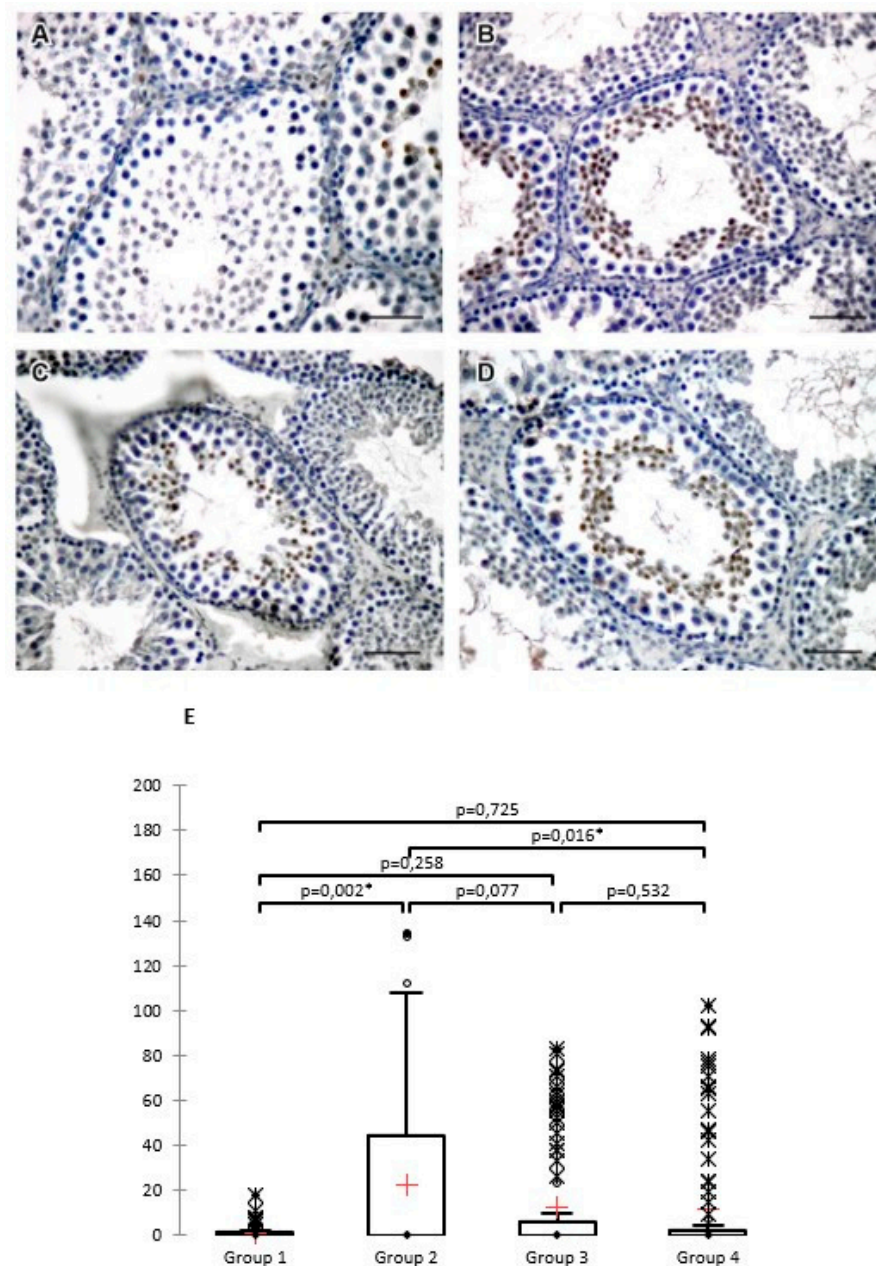 A
B
C
D
E
200
180
160
140
120
100
80
60
40
20
0
p=0,725
p=0,016*
p=0,258
p=0,002*
p=0,077
p=0,532
Group 1
Group 2
Group 3
Group 4